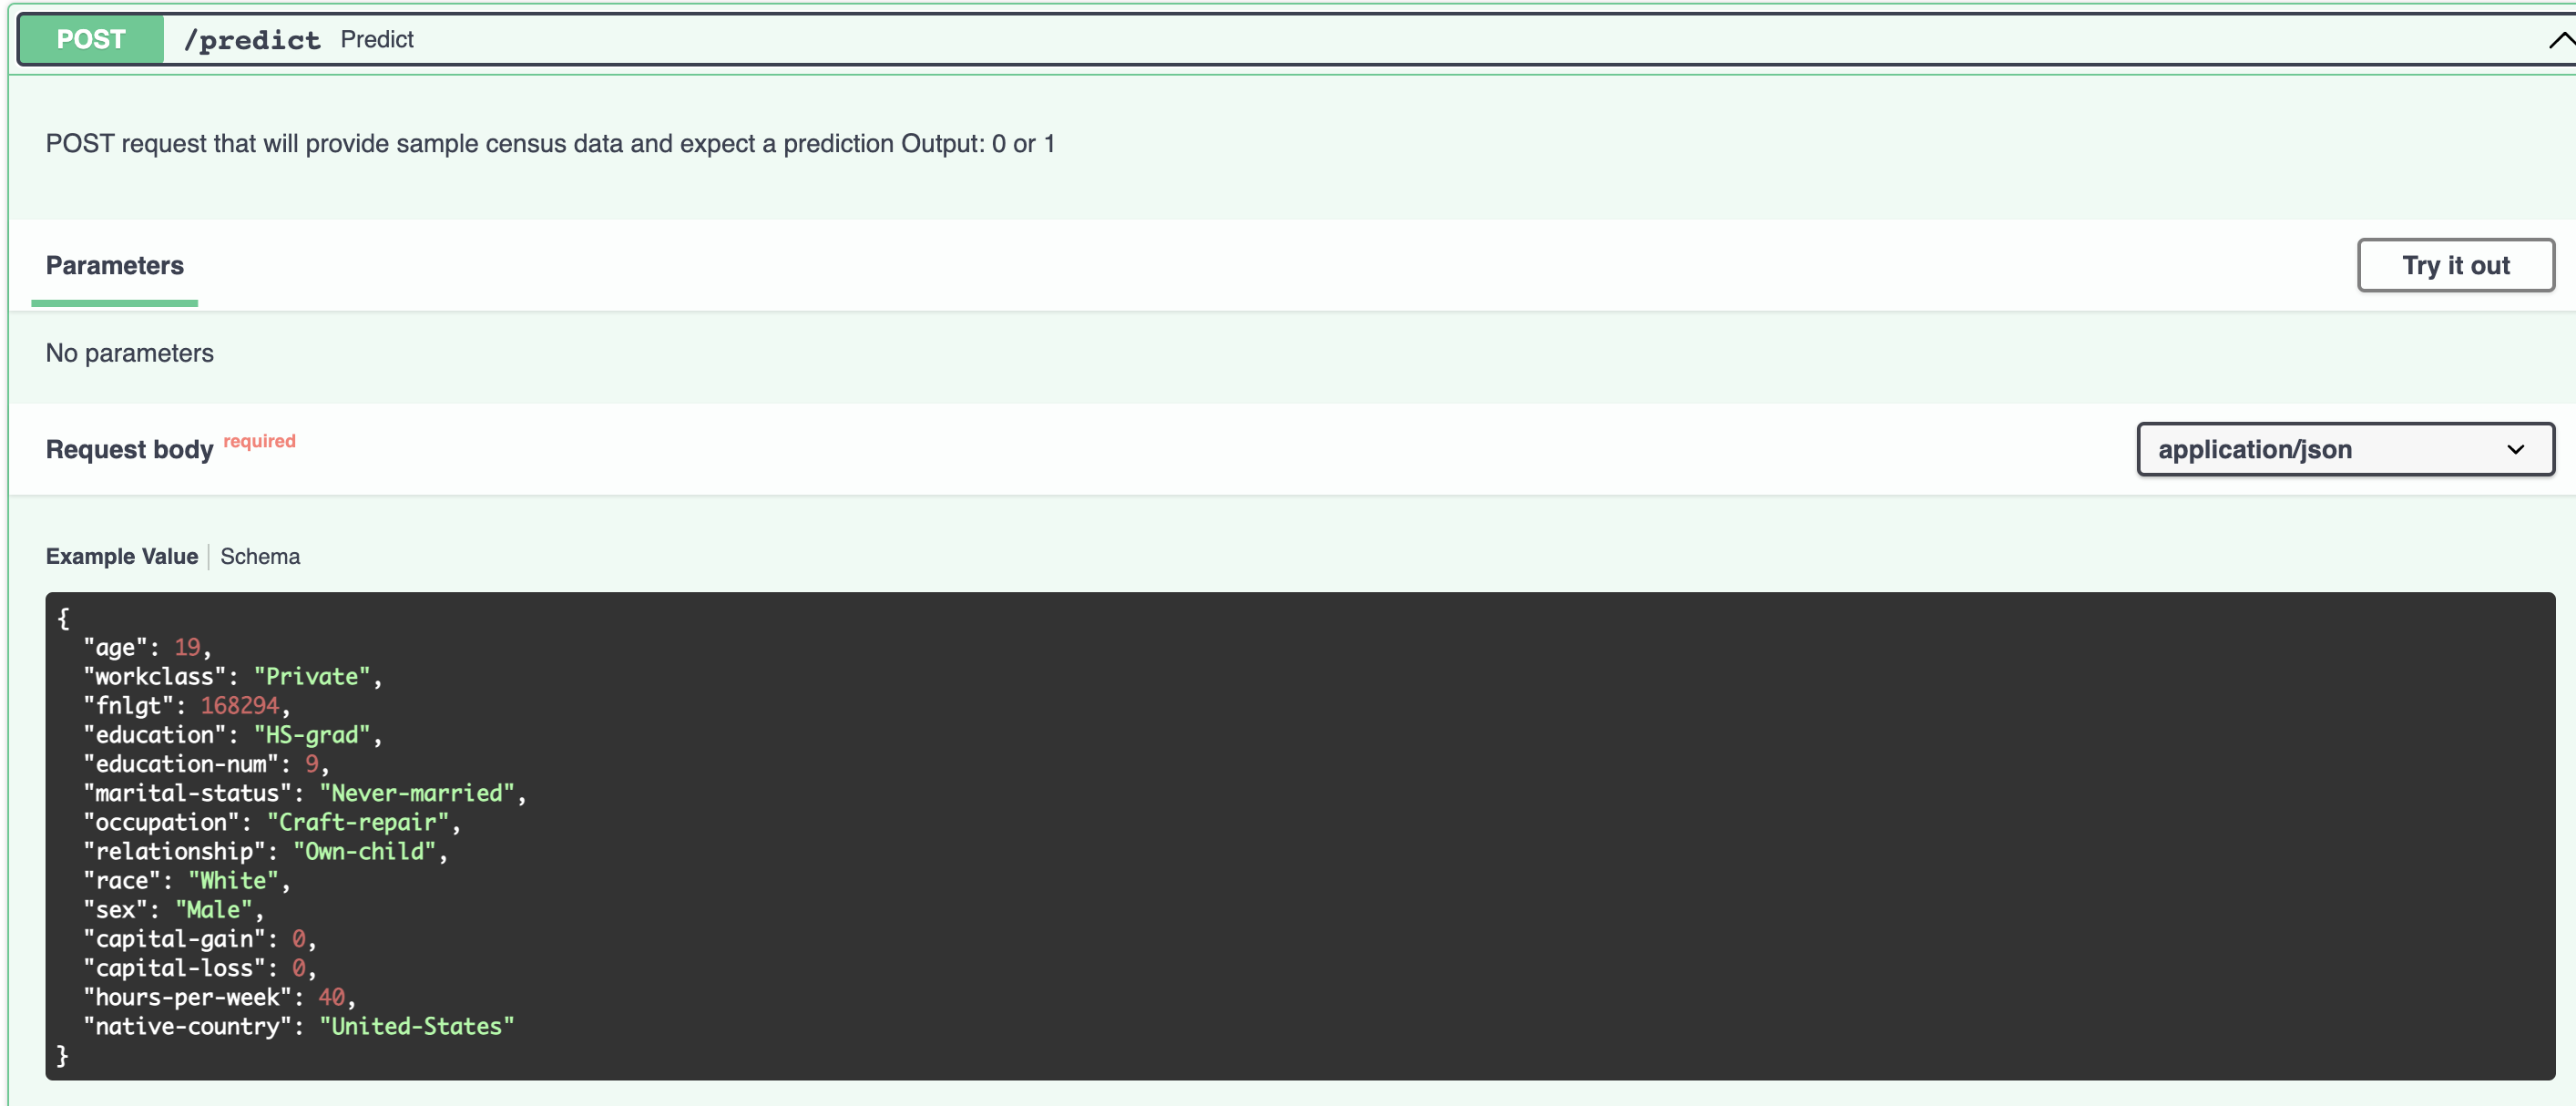 POST /predict Predict
POST request that will provide sample census data and expect a prediction Output: 0 or 1
Parameters
Try it out
No parameters
Request body required
application/json
Example Value | Schema
{
  "age": 19,
  "workclass": "Private",
  "fnlgt": 168294,
  "education": "HS-grad",
  "education-num": 9,
  "marital-status": "Never-married",
  "occupation": "Craft-repair",
  "relationship": "Own-child",
  "race": "White",
  "sex": "Male",
  "capital-gain": 0,
  "capital-loss": 0,
  "hours-per-week": 40,
  "native-country": "United-States"
}